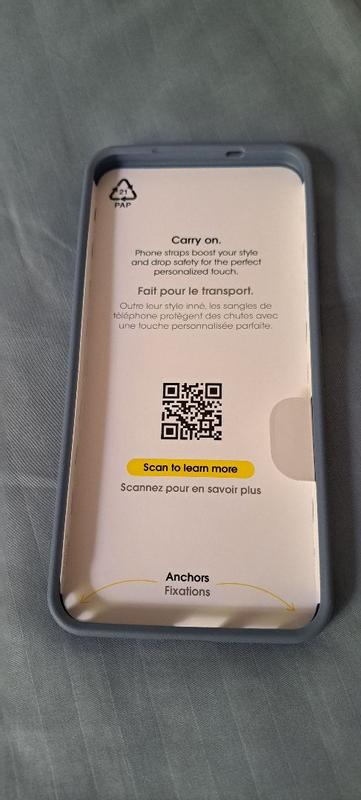 21
PAP
Carry on.
Phone straps boost your style
and drop safety for the perfect
personalized touch.
Fait pour le transport.
Outre leur style inné, les sangles de
téléphone protègent des chutes avec
une touche personnalisée parfaite.
Scan to learn more
Scannez pour en savoir plus
Anchors
Fixations